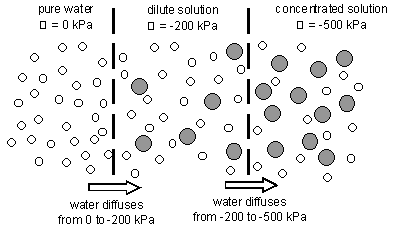 pure water
□ = 0 kPa
dilute solution
□ = -200 kPa
concentrated solution
□ = -500 kPa
water diffuses
from 0 to -200 kPa
water diffuses
from -200 to -500 kPa